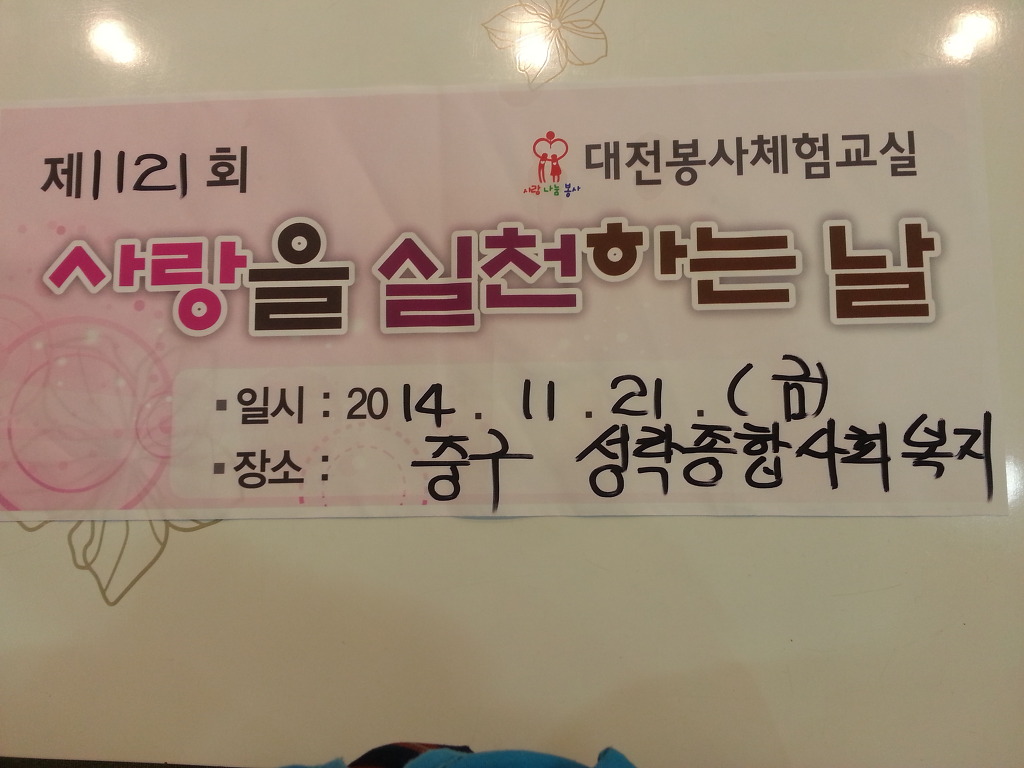 제1121회
사랑 나눔 봉사
대전봉사체험교실
사랑을 실천하는 날
▪일시 : 2014. 11. 21. (금)
▪장소 : 중구 성락종합사회복지